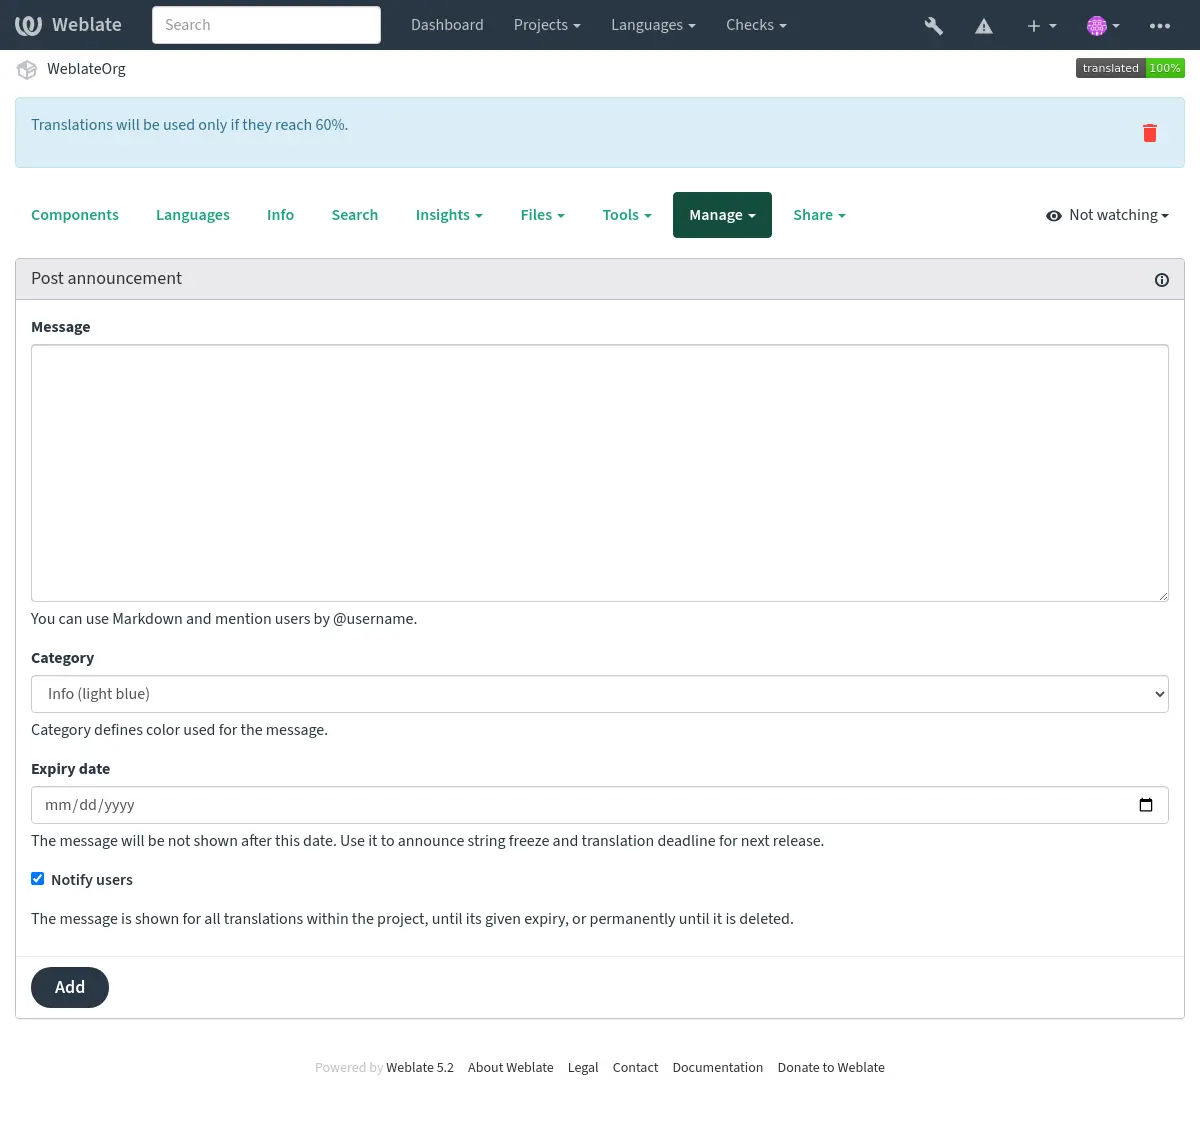 Weblate
Search
Dashboard
Projects
Languages
Checks
WeblateOrg
translated 100%
Translations will be used only if they reach 60%.
Components
Languages
Info
Search
Insights
Files
Tools
Manage
Share
Not watching
Post announcement
Message
You can use Markdown and mention users by @username.
Category
Info (light blue)
Category defines color used for the message.
Expiry date
mm/dd/yyyy
The message will be not shown after this date. Use it to announce string freeze and translation deadline for next release.
Notify users
The message is shown for all translations within the project, until its given expiry, or permanently until it is deleted.
Add
Powered by Weblate 5.2 About Weblate Legal Contact Documentation Donate to Weblate